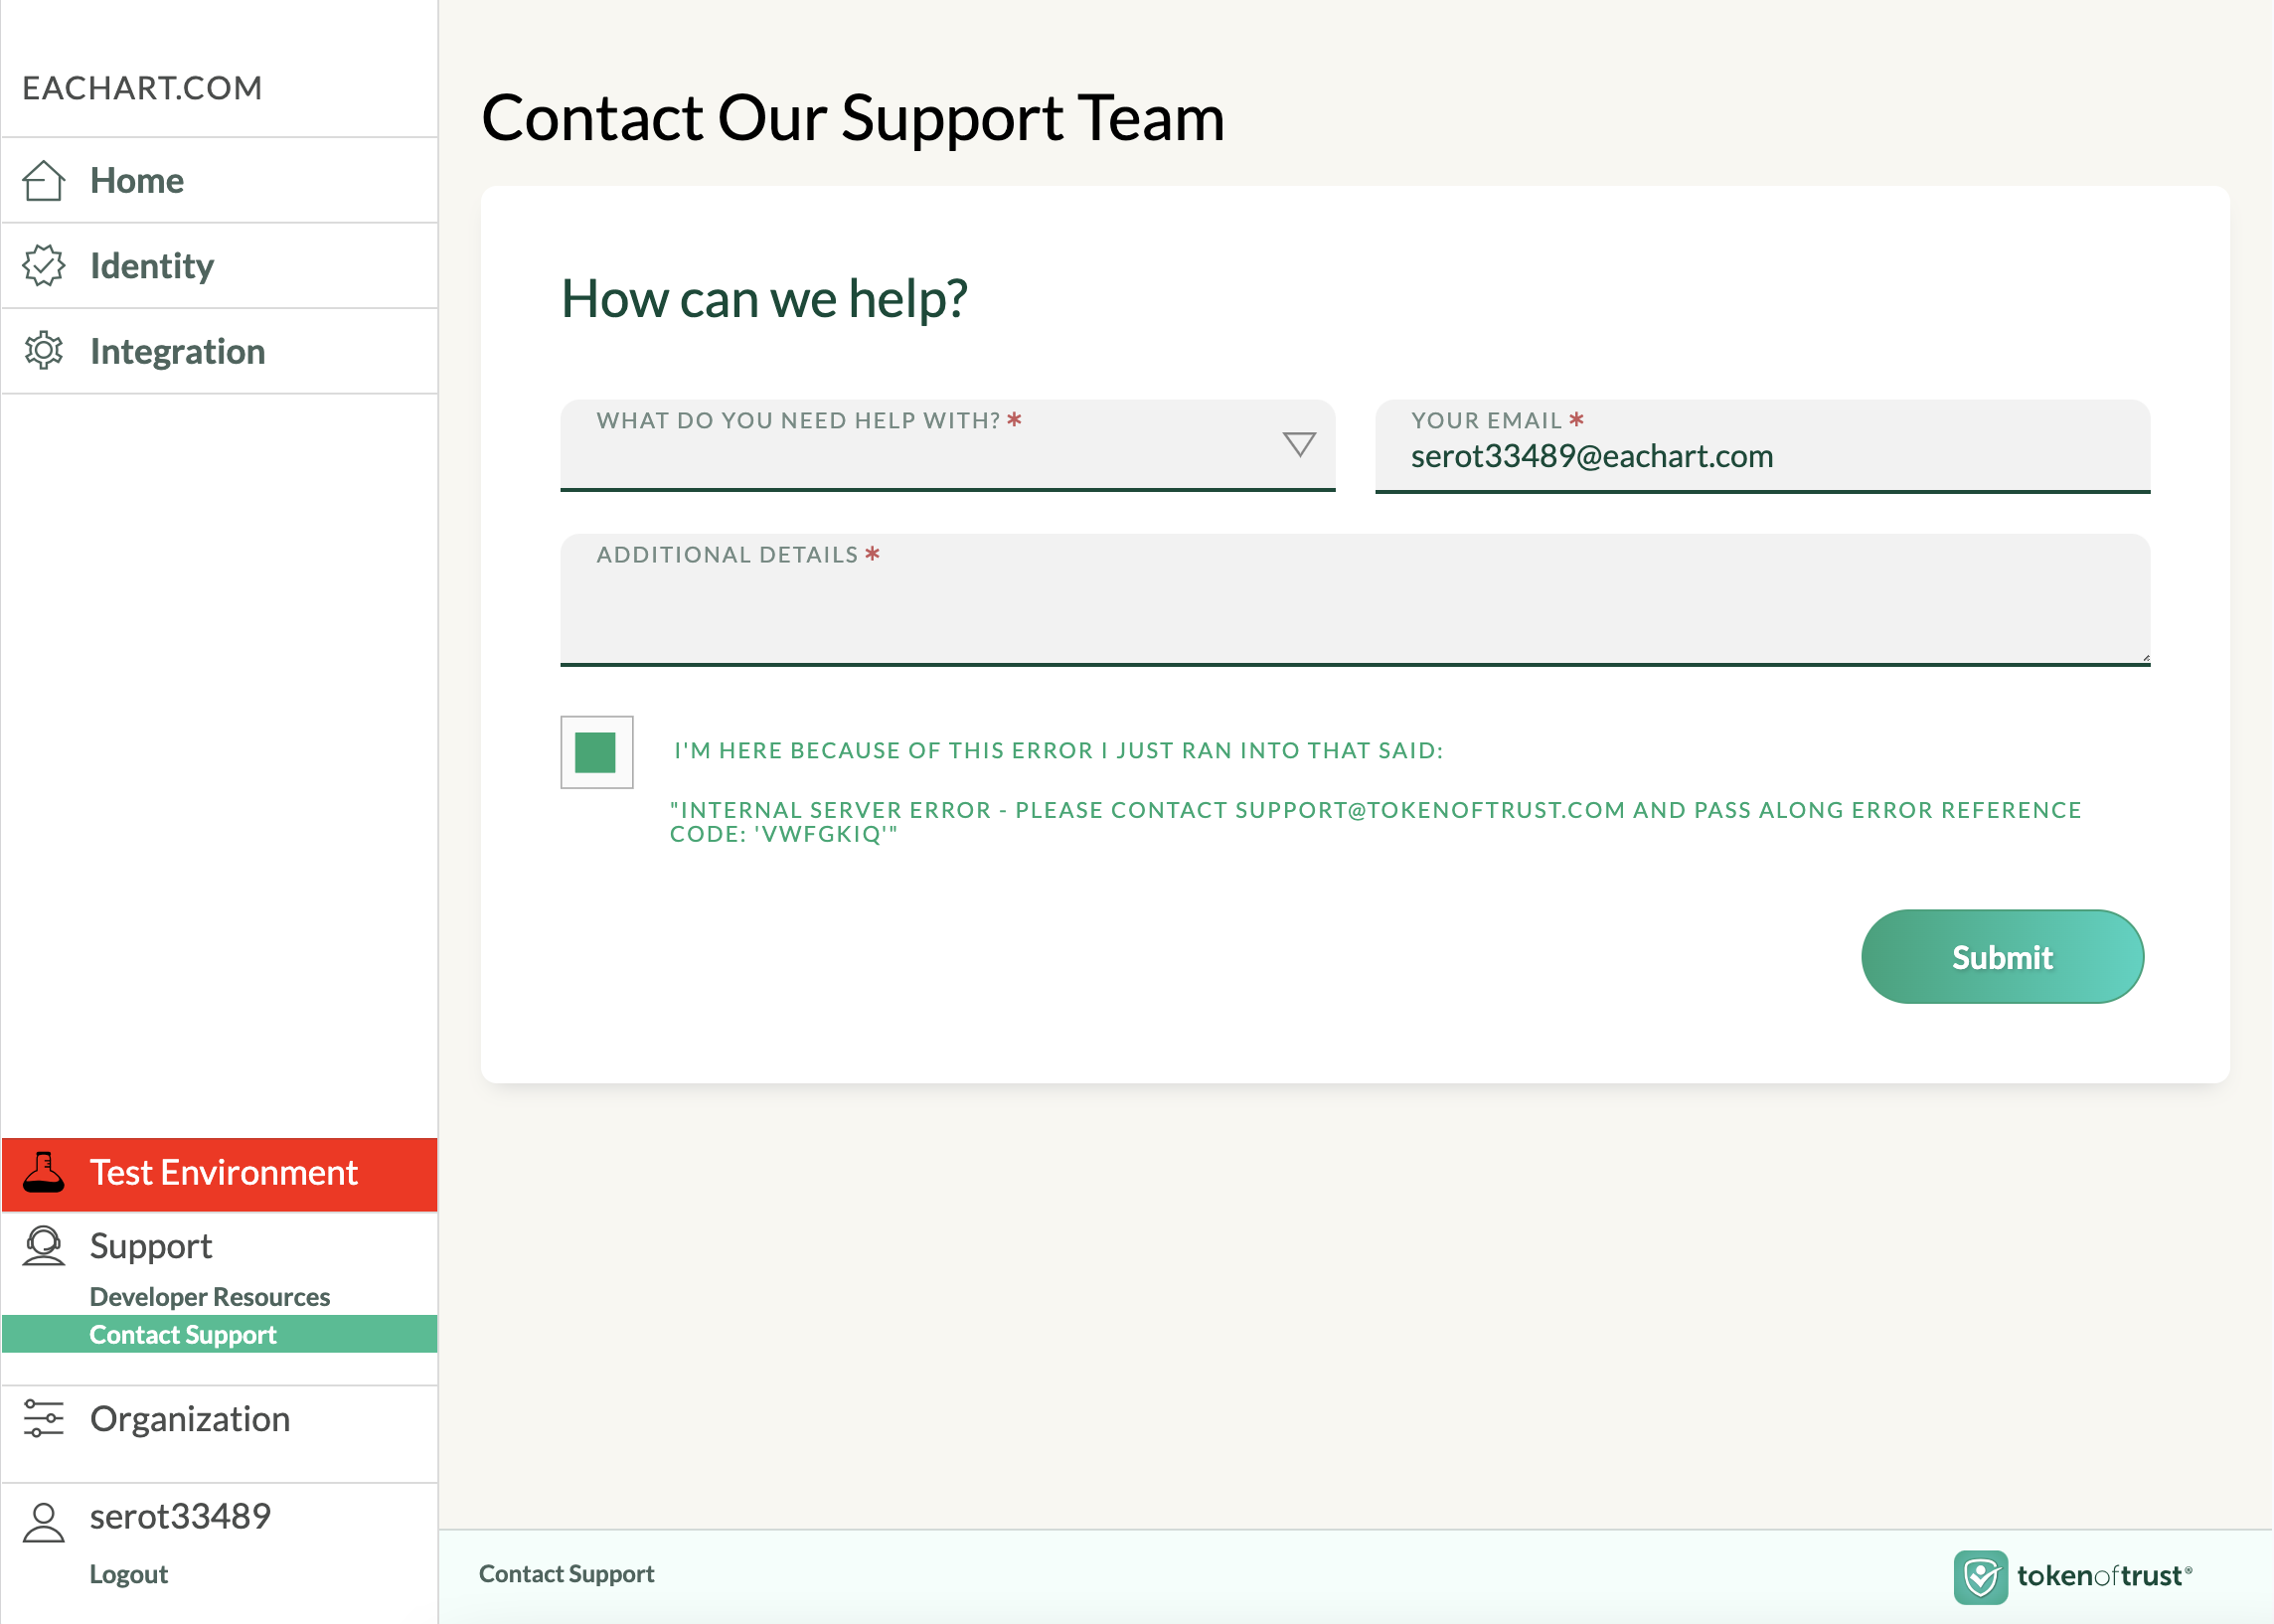 EACHART.COM
Home
Identity
Integration
Test Environment
Support
Developer Resources
Contact Support
Organization
serot33489
Logout
Contact Our Support Team
How can we help?
WHAT DO YOU NEED HELP WITH? *
YOUR EMAIL *
serot33489@eachart.com
ADDITIONAL DETAILS *
I'M HERE BECAUSE OF THIS ERROR I JUST RAN INTO THAT SAID:
"INTERNAL SERVER ERROR - PLEASE CONTACT SUPPORT@TOKENOFTRUST.COM AND PASS ALONG ERROR REFERENCE
CODE: 'VWFGKIQ'"
Submit
Contact Support
tokenoftrust®